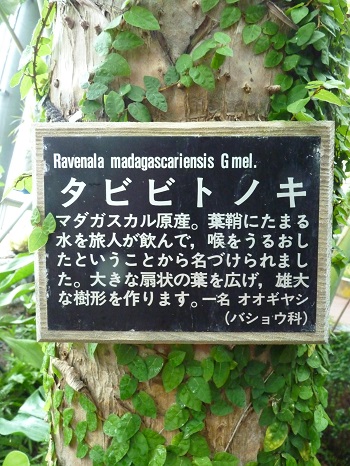 Ravenala madagascariensis Gmel.
タビビトノキ
マダガスカル原産。葉鞘にたまる
水を旅人が飲んで，喉をうるおし
たということから名づけられまし
た。大きな扇状の葉を広げ，雄大
な樹形を作ります。一名 オオギヤシ
(バショウ科)